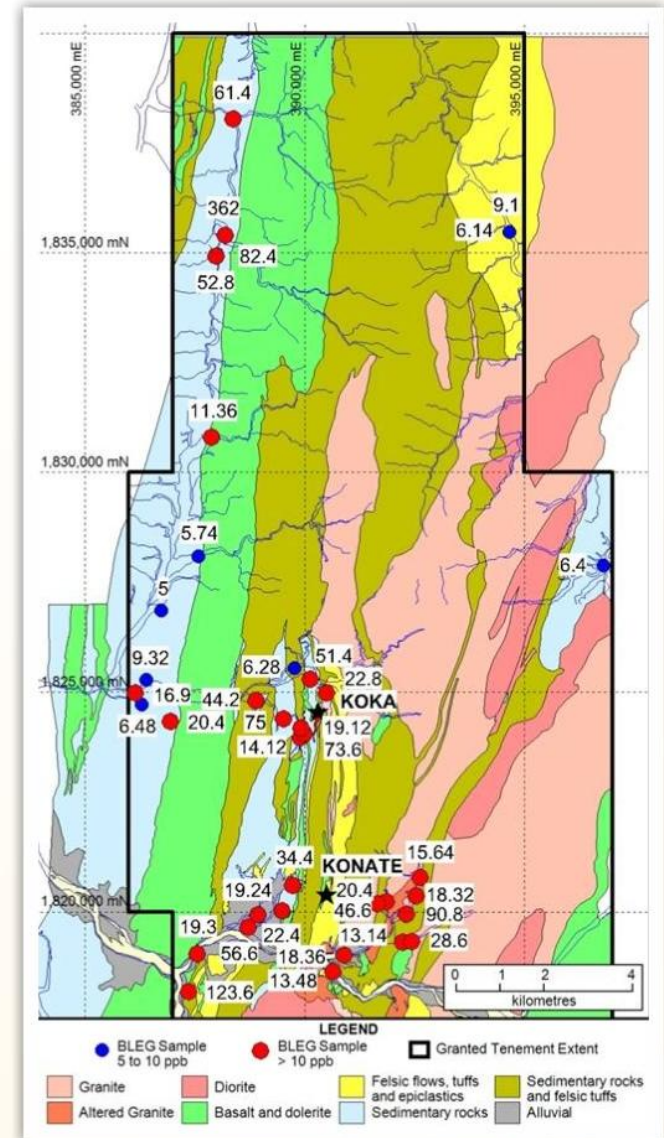 385,000 mE
390,000 mE
395,000 mE
61.4
9.1
362
6.14
1,835,000 mN
82.4
52.8
11.36
1,830,000 mN
5.74
6.4
5
9.32
6.28
51.4
1,825,000 mN
16.9
44.2
22.8
KOKA
6.48
20.4
75
19.12
14.12
73.6
34.4
KONATE
15.64
19.24
20.4
18.32
1,820,000 mN
46.6
90.8
19.3
22.4
13.14
56.6
18.36
28.6
13.48
123.6
0 2 4
kilometres
LEGEND
BLEG Sample
5 to 10 ppb
BLEG Sample
> 10 ppb
Granted Tenement Extent
Granite
Diorite
Felsic flows, tuffs
and epiclastics
Sedimentary rocks
and felsic tuffs
Altered Granite
Basalt and dolerite
Sedimentary rocks
Alluvial